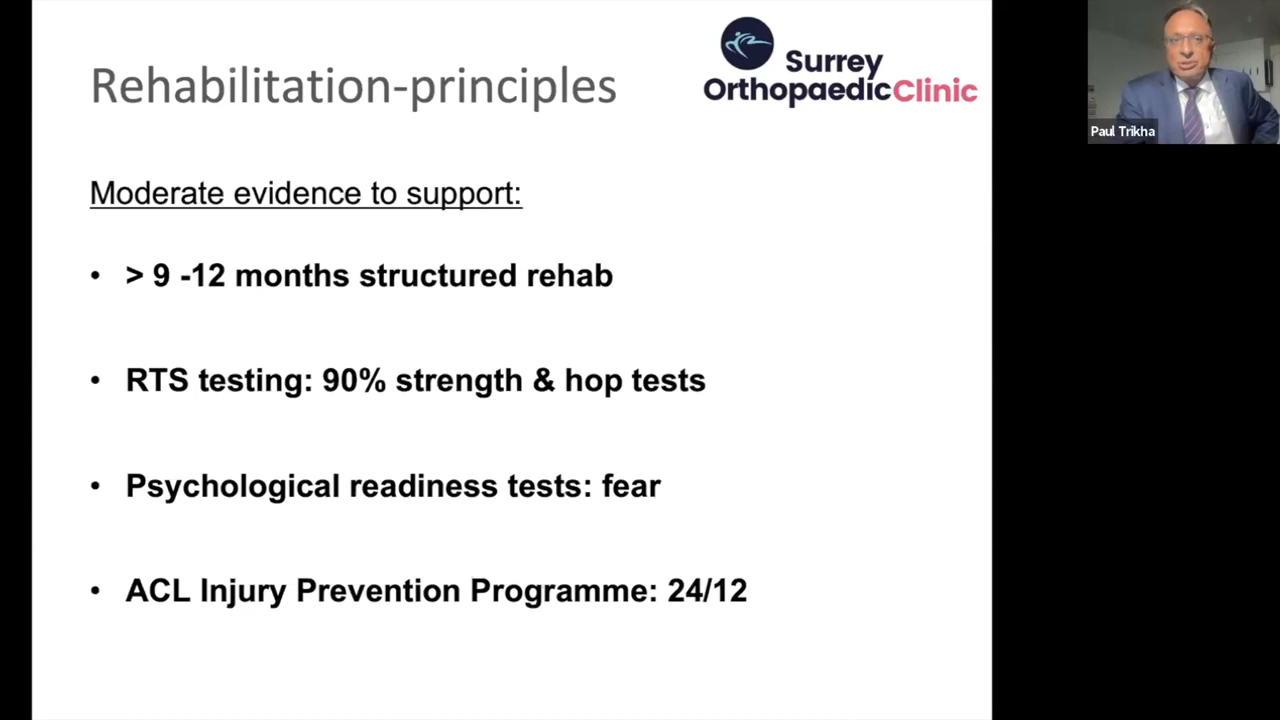 Rehabilitation-principles
Surrey
OrthopaedicClinic
Paul Trikha
Moderate evidence to support:
• > 9 -12 months structured rehab
• RTS testing: 90% strength & hop tests
• Psychological readiness tests: fear
• ACL Injury Prevention Programme: 24/12